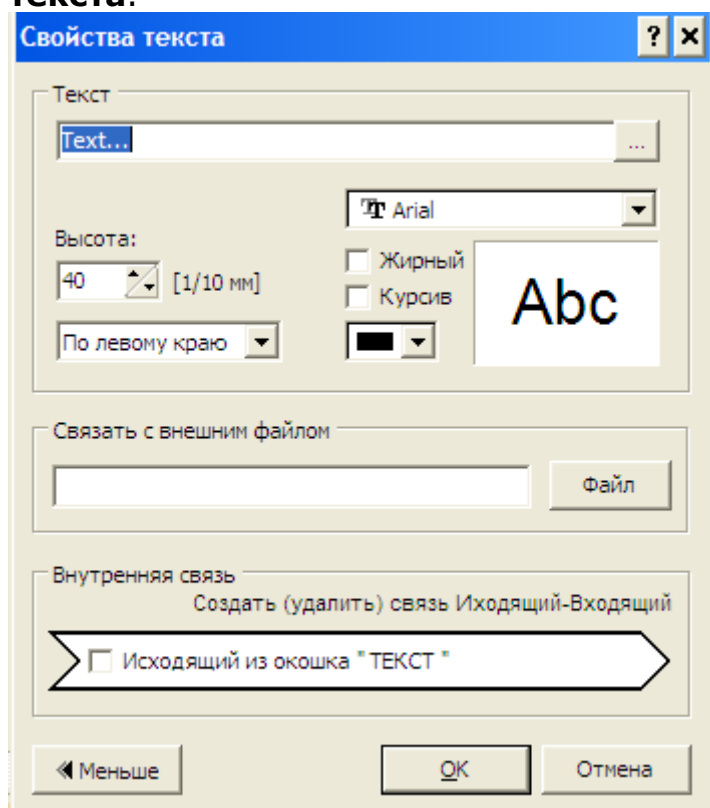 текста.
Свойства текста ? ×
Текст
Text... ...
Arial
Высота:
Жирный
40 [1/10 мм]
Курсив
Abc
По левому краю
Связать с внешним файлом
Файл
Внутренняя связь
Создать (удалить) связь Иходящий-Входящий
Исходящий из окошка " ТЕКСТ "
Меньше OK Отмена